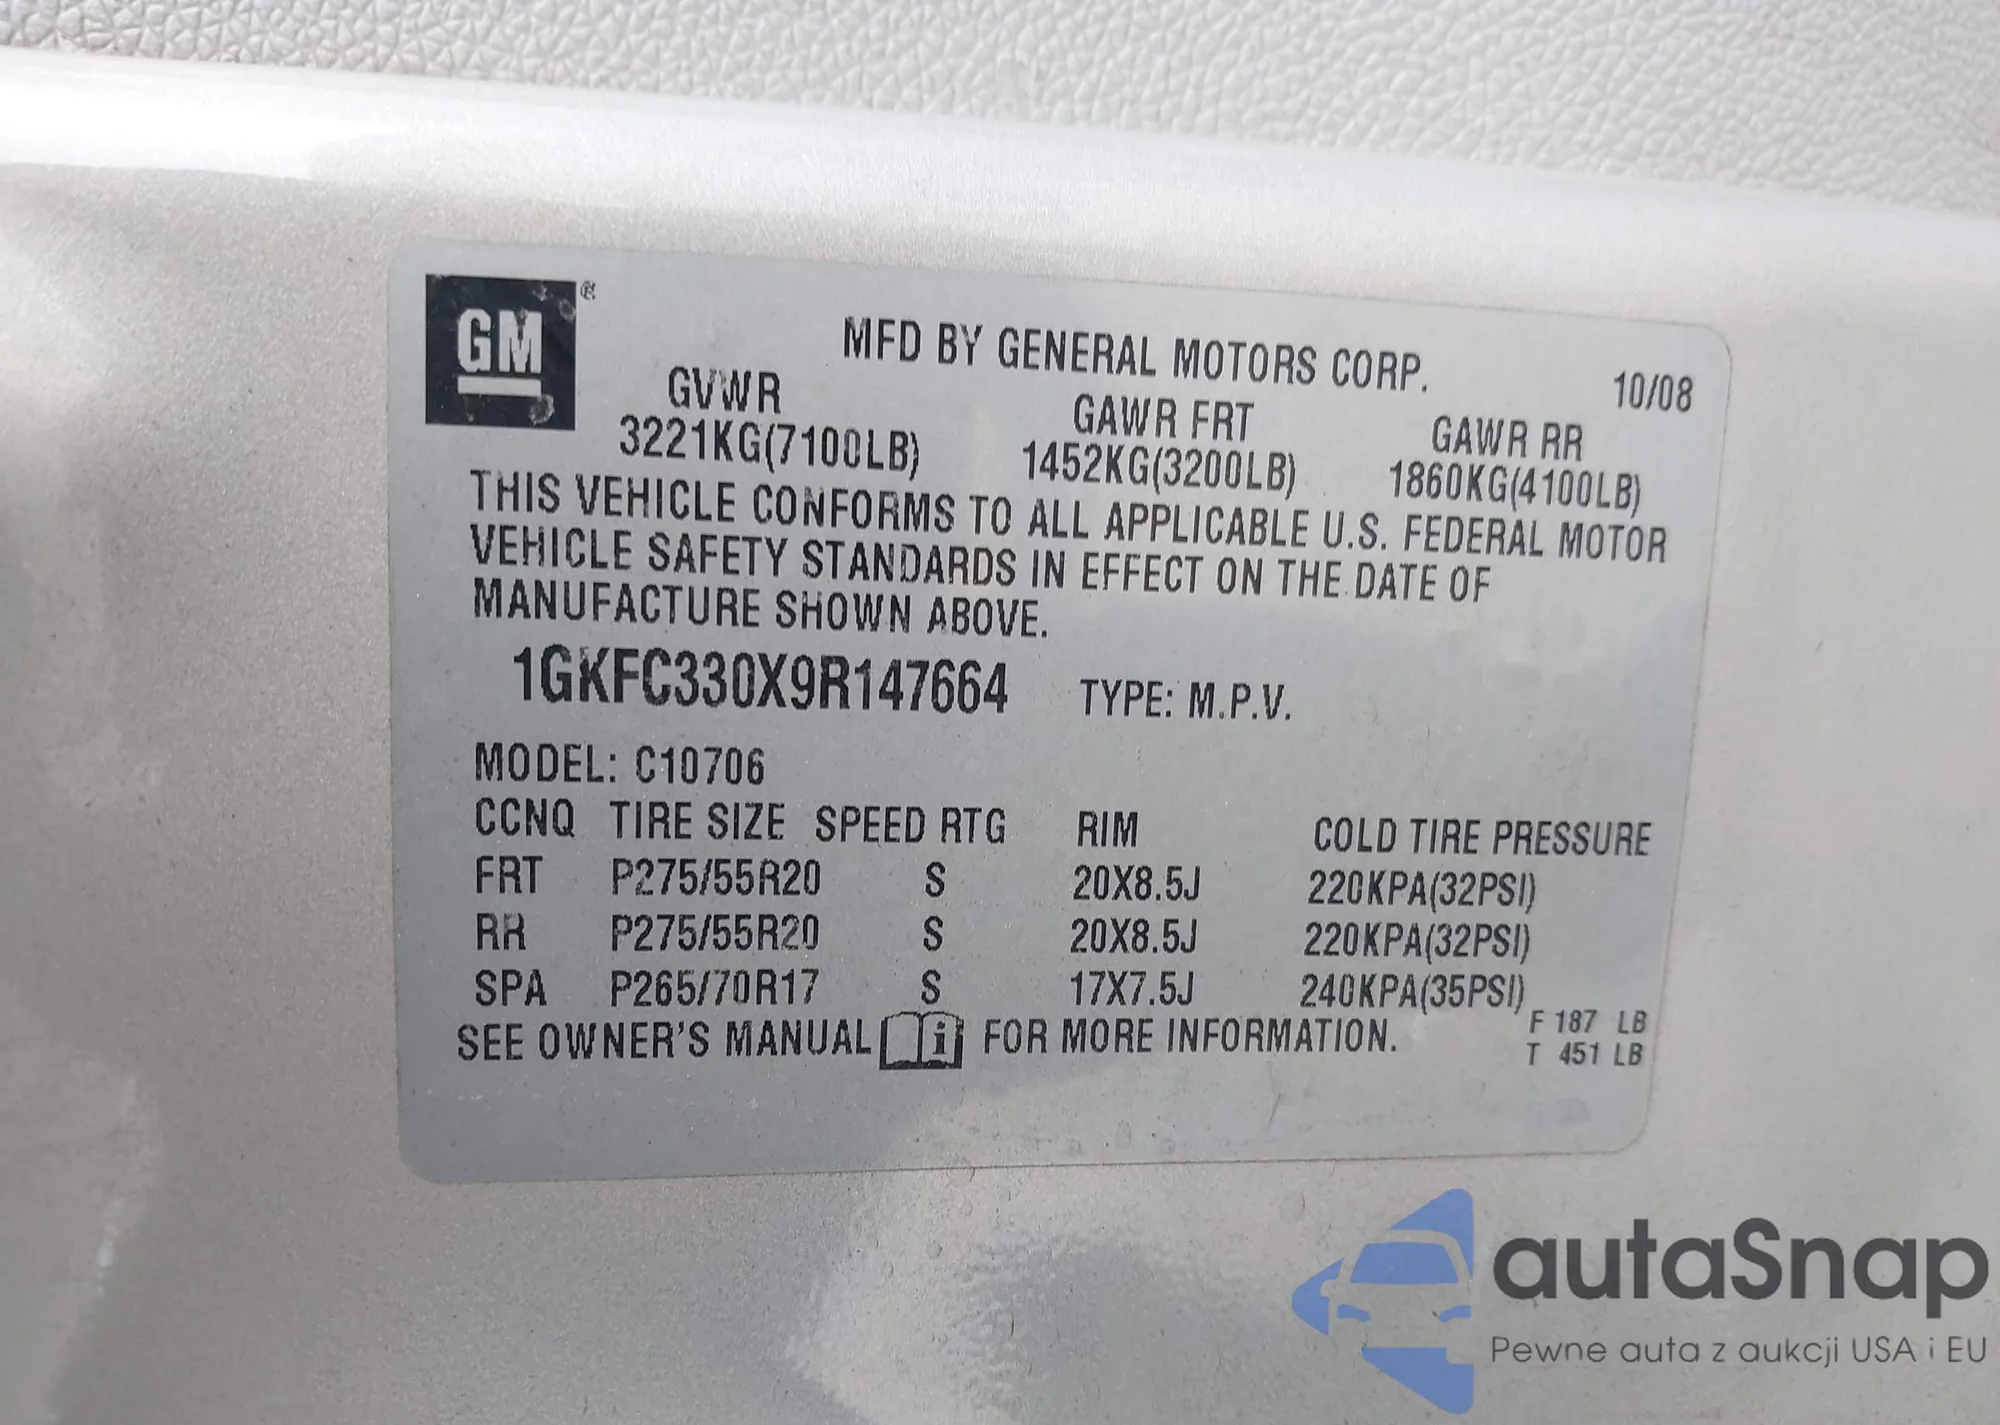 GM ®
MFD BY GENERAL MOTORS CORP. 10/08
GVWR GAWR FRT GAWR RR
3221KG(7100LB) 1452KG(3200LB) 1860KG(4100LB)
THIS VEHICLE CONFORMS TO ALL APPLICABLE U.S. FEDERAL MOTOR
VEHICLE SAFETY STANDARDS IN EFFECT ON THE DATE OF
MANUFACTURE SHOWN ABOVE.
1GKFC330X9R147664 TYPE: M.P.V.
MODEL: C10706
CCNQ TIRE SIZE SPEED RTG RIM COLD TIRE PRESSURE
FRT P275/55R20 S 20X8.5J 220KPA(32PSI)
RR P275/55R20 S 20X8.5J 220KPA(32PSI)
SPA P265/70R17 S 17X7.5J 240KPA(35PSI)
SEE OWNER'S MANUAL i FOR MORE INFORMATION.
F 187 LB
T 451 LB
autaSnap
Pewne auta z aukcji USA i EU